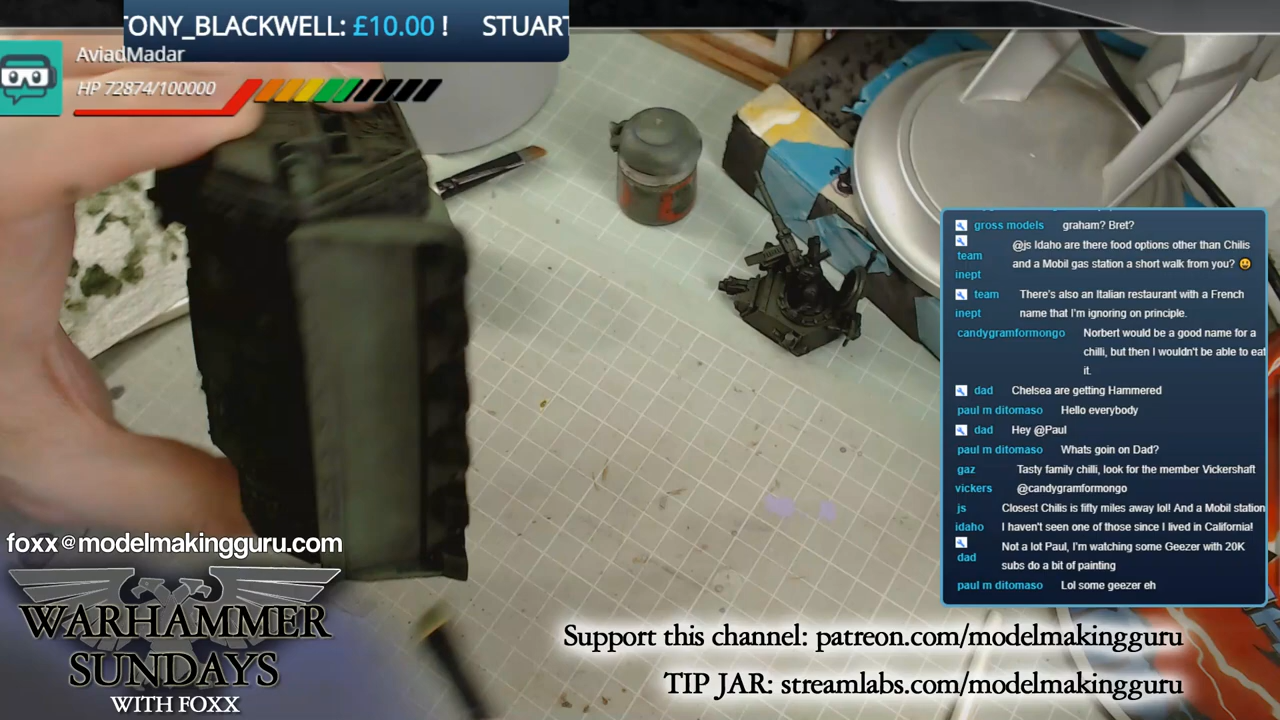 TONY_BLACKWELL: £10.00 ! STUART
AviadMadar
HP 72874/100000
gross models graham? Bret?
team inept @js Idaho are there food options other than Chilis
and a Mobil gas station a short walk from you? 😃
team inept There's also an Italian restaurant with a French
name that I'm ignoring on principle.
candygramformongo Norbert would be a good name for a
chilli, but then I wouldn't be able to eat
it.
dad Chelsea are getting Hammered
paul m ditomaso Hello everybody
dad Hey @Paul
paul m ditomaso Whats goin on Dad?
gaz vickers Tasty family chilli, look for the member Vickershaft
@candygramformongo
js idaho Closest Chilis is fifty miles away lol! And a Mobil station
I haven't seen one of those since I lived in California!
dad Not a lot Paul, I'm watching some Geezer with 20K
subs do a bit of painting
paul m ditomaso Lol some geezer eh
foxx@modelmakingguru.com
WARHAMMER
SUNDAYS
WITH FOXX
Support this channel: patreon.com/modelmakingguru
TIP JAR: streamlabs.com/modelmakingguru